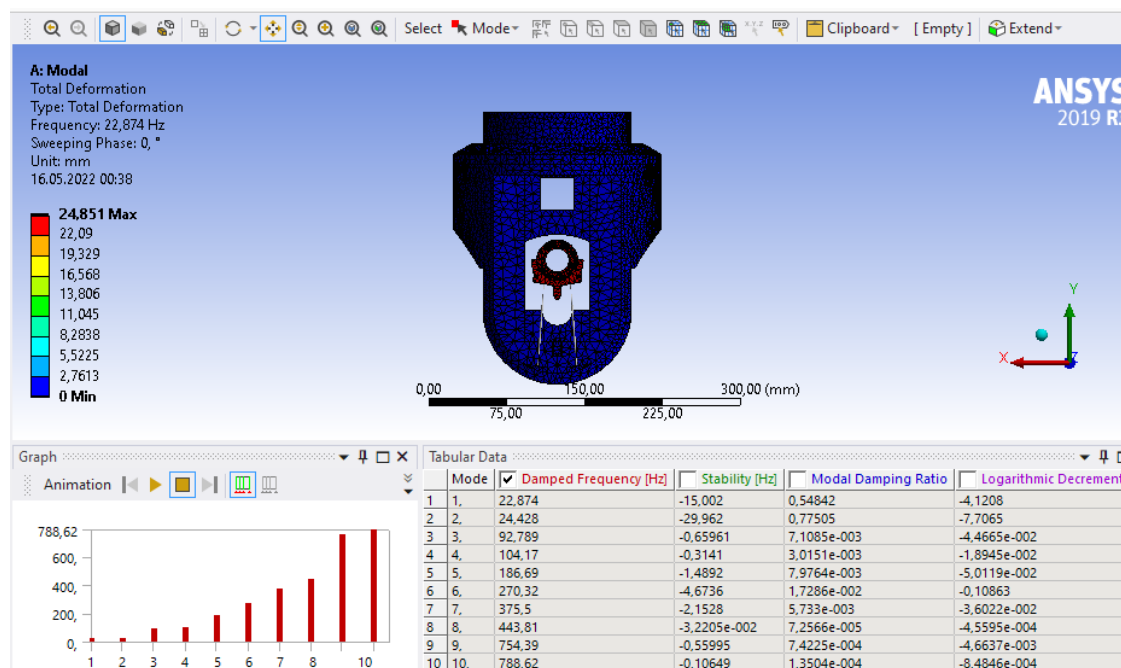 Select Mode Clipboard [ Empty ] Extend
A: Modal
Total Deformation
Type: Total Deformation
Frequency: 22,874 Hz
Sweeping Phase: 0, °
Unit: mm
16.05.2022 00:38
ANSYS
2019 R3
24,851 Max
22,09
19,329
16,568
13,806
11,045
8,2838
5,5225
2,7613
0 Min
Y
X
Z
0,00 150,00 300,00 (mm)
75,00 225,00
Graph
Animation
788,62
600,
400,
200,
0,
1 2 3 4 5 6 7 8 10
Tabular Data
Mode Damped Frequency [Hz] Stability [Hz] Modal Damping Ratio Logarithmic Decrement
1 1, 22,874 -15,002 0,54842 -4,1208
2 2, 24,428 -29,962 0,77505 -7,7065
3 3, 92,789 -0,65961 7,1085e-003 -4,4665e-002
4 4, 104,17 -0,3141 3,0151e-003 -1,8945e-002
5 5, 186,69 -1,4892 7,9764e-003 -5,0119e-002
6 6, 270,32 -4,6736 1,7286e-002 -0,10863
7 7, 375,5 -2,1528 5,733e-003 -3,6022e-002
8 8, 443,81 -3,2205e-002 7,2566e-005 -4,5595e-004
9 9, 754,39 -0,55995 7,4225e-004 -4,6637e-003
10 10, 788,62 -0,10649 1,3504e-004 -8,4846e-004